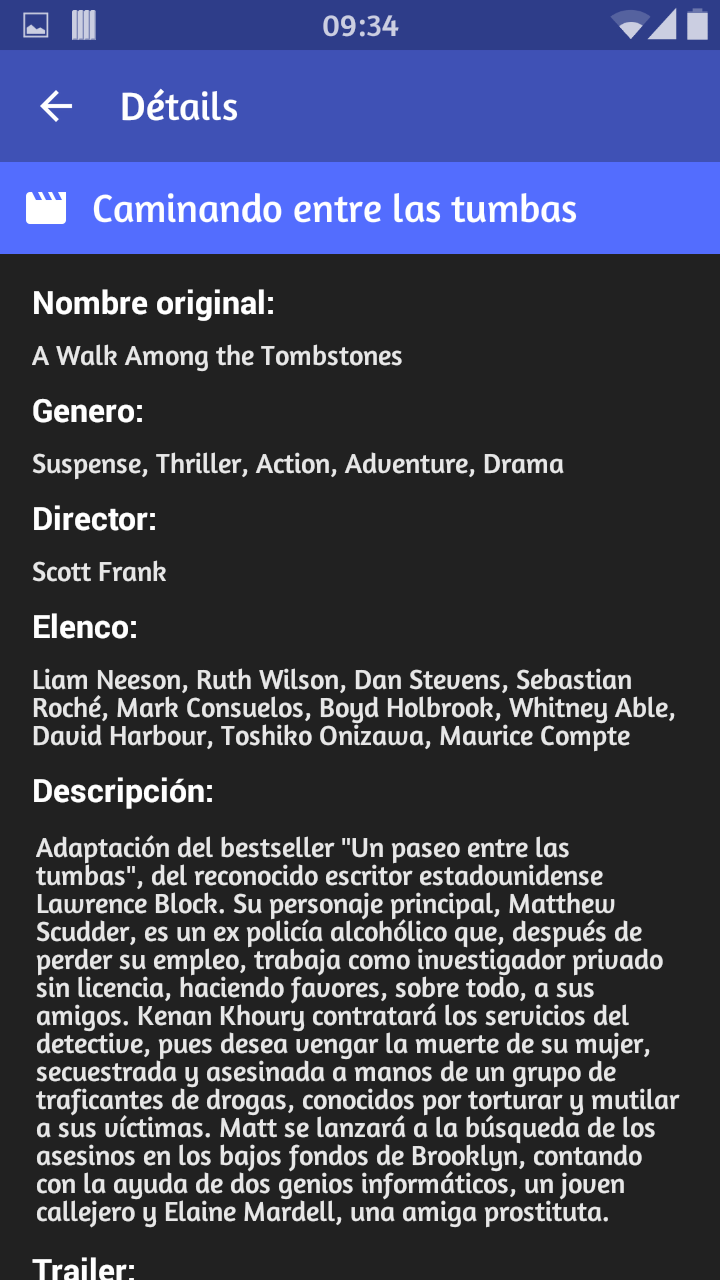 09:34
Détails
Caminando entre las tumbas
Nombre original:
A Walk Among the Tombstones
Genero:
Suspense, Thriller, Action, Adventure, Drama
Director:
Scott Frank
Elenco:
Liam Neeson, Ruth Wilson, Dan Stevens, Sebastian
Roché, Mark Consuelos, Boyd Holbrook, Whitney Able,
David Harbour, Toshiko Onizawa, Maurice Compte
Descripción:
Adaptación del bestseller "Un paseo entre las
tumbas", del reconocido escritor estadounidense
Lawrence Block. Su personaje principal, Matthew
Scudder, es un ex policía alcohólico que, después de
perder su empleo, trabaja como investigador privado
sin licencia, haciendo favores, sobre todo, a sus
amigos. Kenan Khoury contratará los servicios del
detective, pues desea vengar la muerte de su mujer,
secuestrada y asesinada a manos de un grupo de
traficantes de drogas, conocidos por torturar y mutilar
a sus víctimas. Matt se lanzará a la búsqueda de los
asesinos en los bajos fondos de Brooklyn, contando
con la ayuda de dos genios informáticos, un joven
callejero y Elaine Mardell, una amiga prostituta.
Trailer: